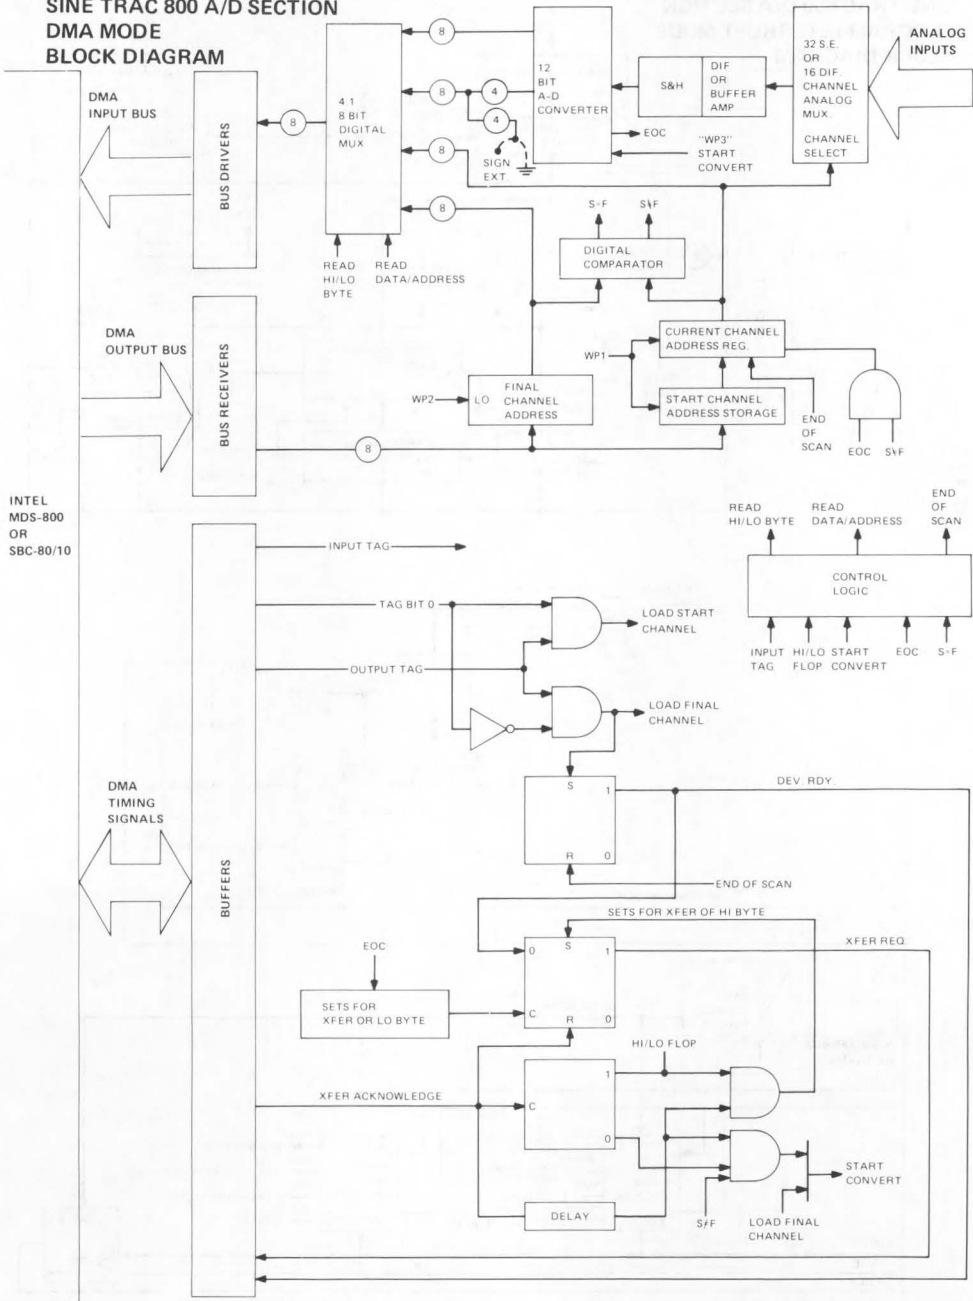 SINE TRAC 800 A/D SECTION
DMA MODE
BLOCK DIAGRAM
DMA
INPUT BUS
BUS DRIVERS
8
4 1
8 BIT
DIGITAL
MUX
READ
HI/LO
BYTE
READ
DATA/ADDRESS
8
8
4
4
8
8
SIGN
EXT.
12
BIT
A-D
CONVERTER
EOC
"WP3"
START
CONVERT
S&H
DIF
OR
BUFFER
AMP
32 S.E.
OR
16 DIF.
CHANNEL
ANALOG
MUX.
CHANNEL
SELECT
ANALOG
INPUTS
S=F
S≠F
DIGITAL
COMPARATOR
DMA
OUTPUT BUS
BUS RECEIVERS
8
WP2
LO
FINAL
CHANNEL
ADDRESS
WP1
CURRENT CHANNEL
ADDRESS REG.
START CHANNEL
ADDRESS STORAGE
END
OF
SCAN
EOC
S≠F
INTEL
MDS-800
OR
SBC-80/10
READ
HI/LO BYTE
READ
DATA/ADDRESS
END
OF
SCAN
CONTROL
LOGIC
INPUT
TAG
HI/LO
FLOP
START
CONVERT
EOC
S=F
INPUT TAG
TAG BIT 0
OUTPUT TAG
LOAD START
CHANNEL
LOAD FINAL
CHANNEL
DMA
TIMING
SIGNALS
BUFFERS
S
1
R
0
DEV. RDY.
END OF SCAN
SETS FOR XFER OF HI BYTE
EOC
SETS FOR
XFER OR LO BYTE
0
S
1
C
R
0
XFER REQ
HI/LO FLOP
XFER ACKNOWLEDGE
C
1
0
DELAY
S≠F
LOAD FINAL
CHANNEL
START
CONVERT